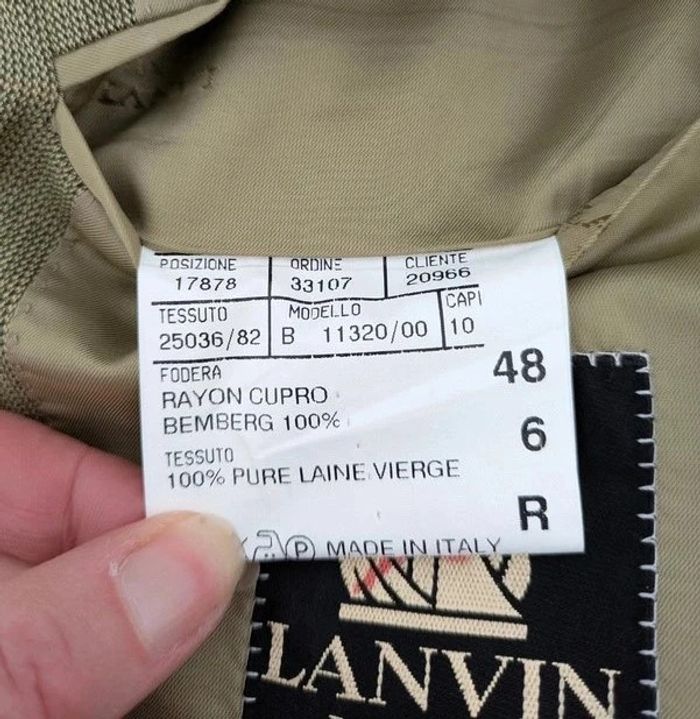 POSIZIONE ORDINE CLIENTE
17878 33107 20966
TESSUTO MODELLO CAPI
25036/82 B 11320/00 10
FODERA 48
RAYON CUPRO
BEMBERG 100% 6
TESSUTO
100% PURE LAINE VIERGE
R
P MADE IN ITALY
LANVIN